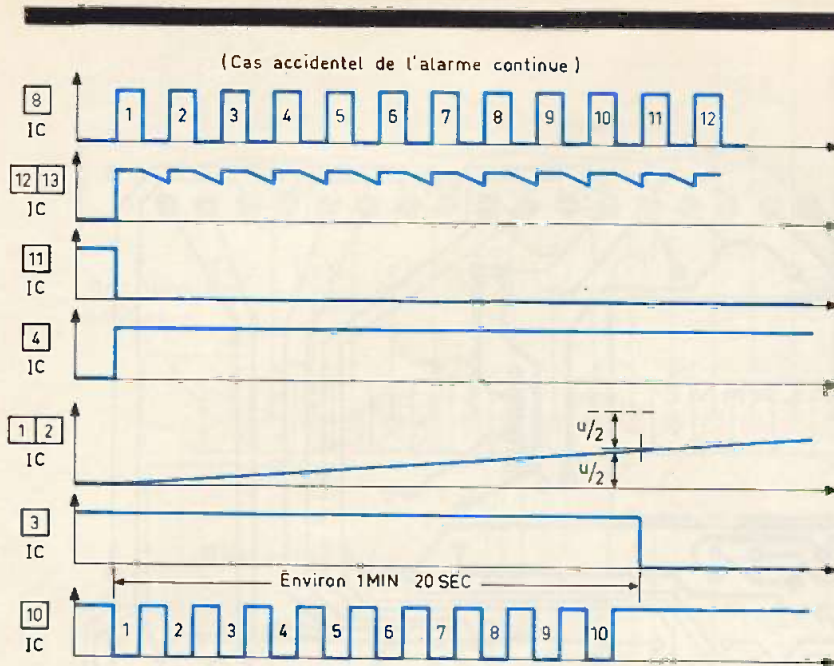 (Cas accidentel de l'alarme continue)
8
IC
1 2 3 4 5 6 7 8 9 10 11 12
12 13
IC
11
IC
4
IC
1 2
IC
u/2
u/2
3
IC
Environ 1MIN 20SEC
10
IC
1 2 3 4 5 6 7 8 9 10